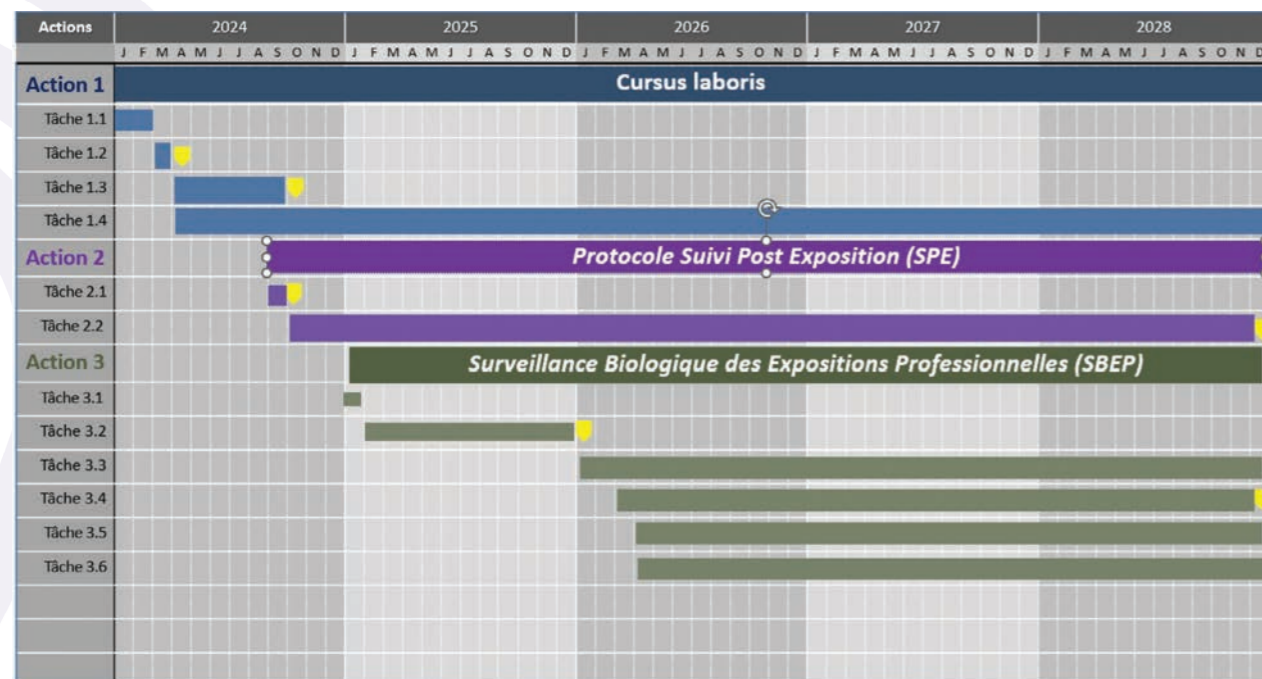 Actions 2024 2025 2026 2027 2028
J F M A M J J A S O N D J F M A M J J A S O N D J F M A M J J A S O N D J F M A M J J A S O N D J F M A M J J A S O N D
Action 1 Cursus laboris
Tâche 1.1
Tâche 1.2
Tâche 1.3
Tâche 1.4
Action 2 Protocole Suivi Post Exposition (SPE)
Tâche 2.1
Tâche 2.2
Action 3 Surveillance Biologique des Expositions Professionnelles (SBEP)
Tâche 3.1
Tâche 3.2
Tâche 3.3
Tâche 3.4
Tâche 3.5
Tâche 3.6